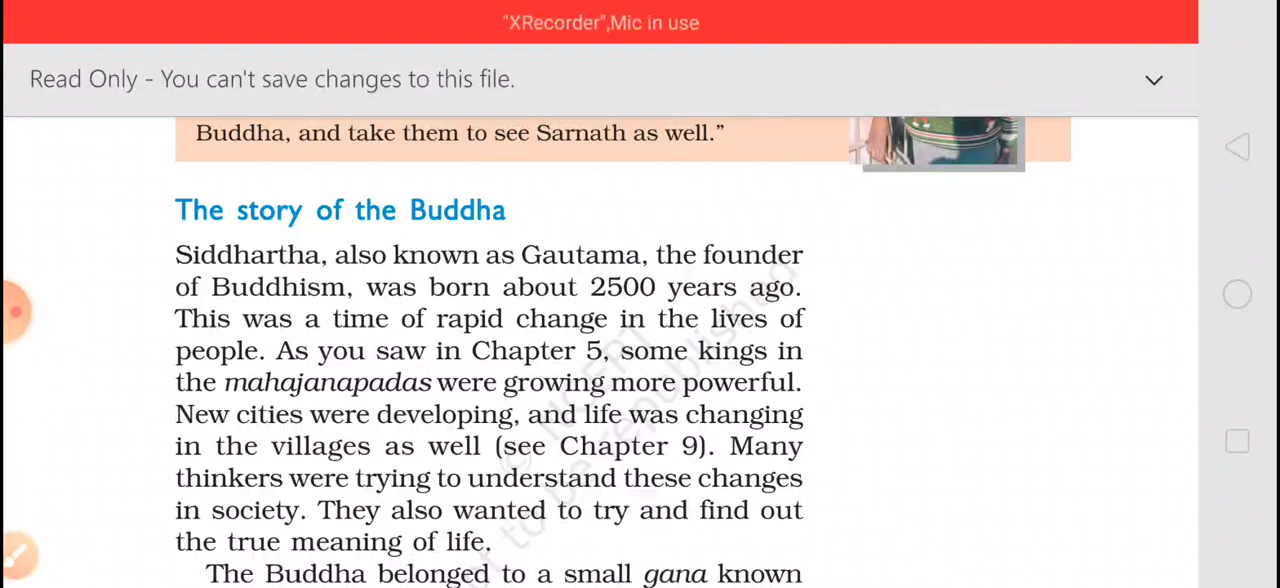 "XRecorder",Mic in use
Read Only - You can't save changes to this file.
Buddha, and take them to see Sarnath as well.”
The story of the Buddha
Siddhartha, also known as Gautama, the founder
of Buddhism, was born about 2500 years ago.
This was a time of rapid change in the lives of
people. As you saw in Chapter 5, some kings in
the mahajanapadas were growing more powerful.
New cities were developing, and life was changing
in the villages as well (see Chapter 9). Many
thinkers were trying to understand these changes
in society. They also wanted to try and find out
the true meaning of life.
The Buddha belonged to a small gana known
© NCERT
not to be republished